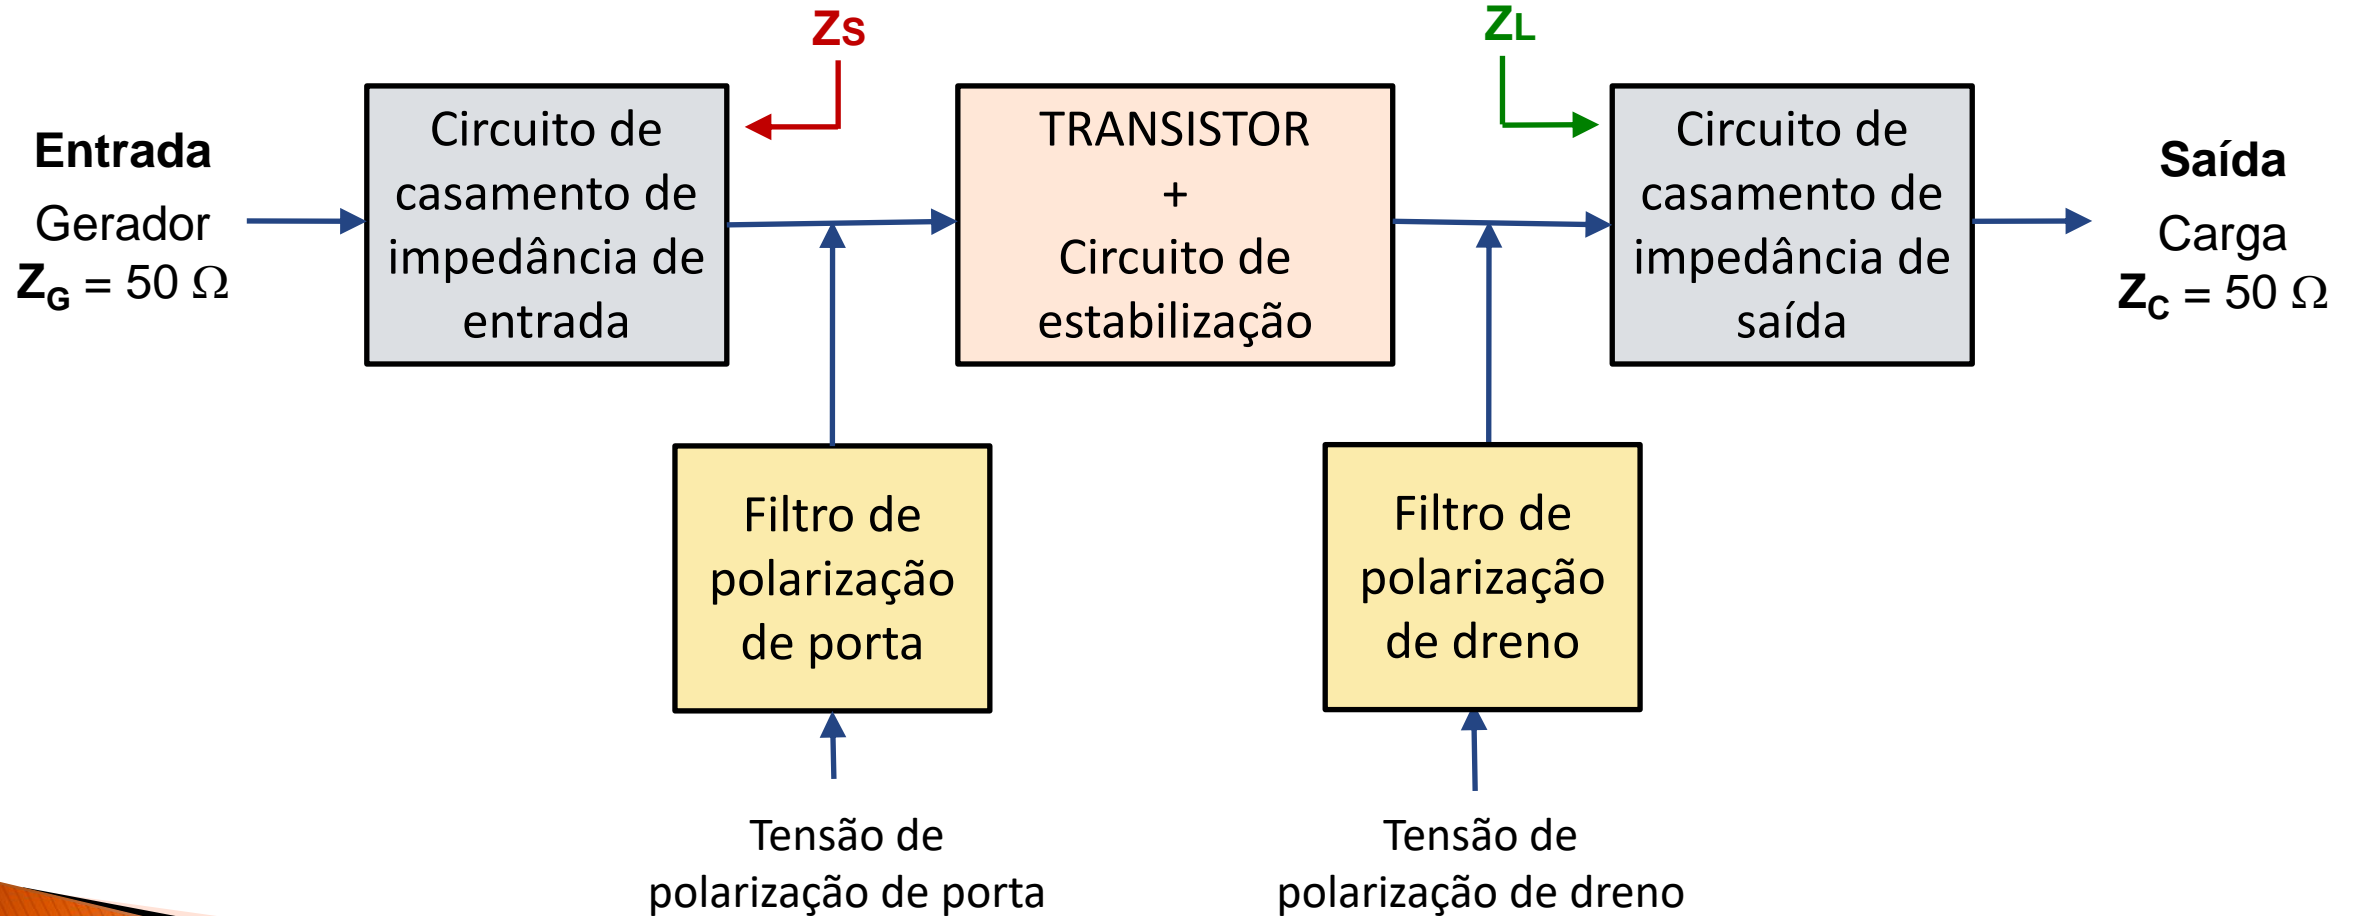 ZS
ZL
Entrada
Gerador
Z_G = 50 Ω
Circuito de
casamento de
impedância de
entrada
TRANSISTOR
+
Circuito de
estabilização
Circuito de
casamento de
impedância de
saída
Saída
Carga
Z_C = 50 Ω
Filtro de
polarização
de porta
Filtro de
polarização
de dreno
Tensão de
polarização de porta
Tensão de
polarização de dreno